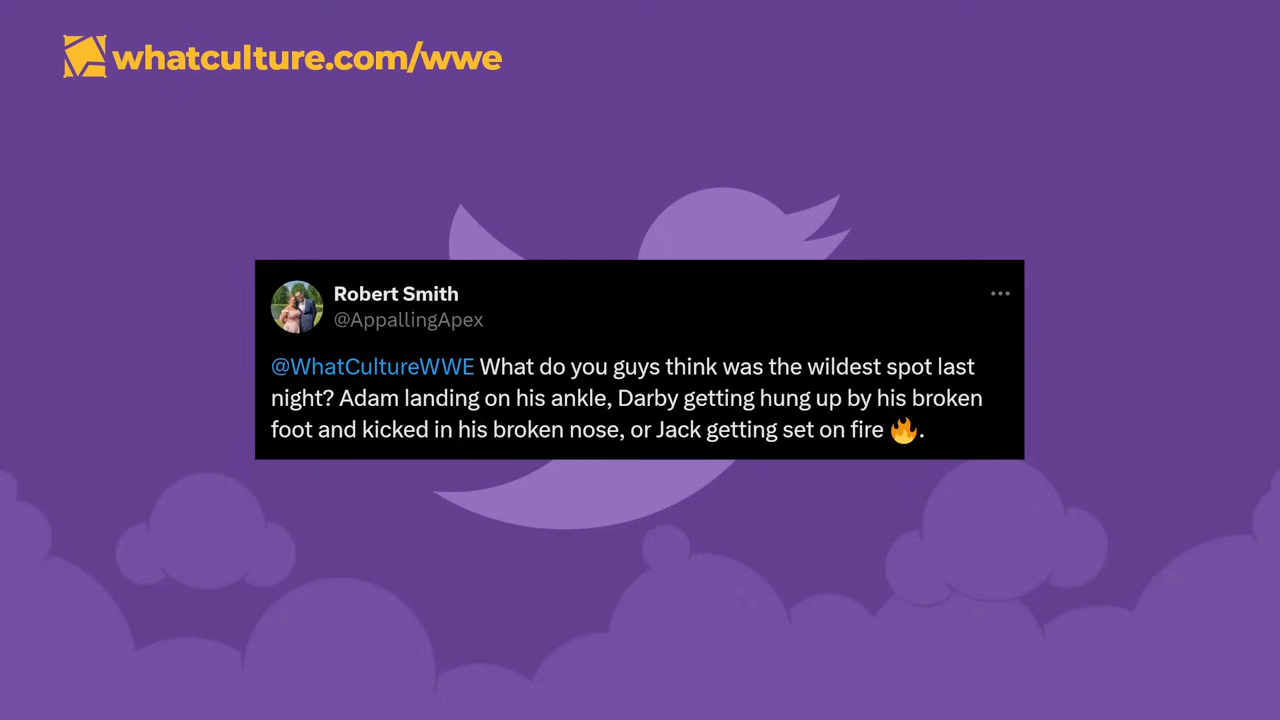 whatculture.com/wwe
Robert Smith
@AppallingApex
@WhatCultureWWE What do you guys think was the wildest spot last
night? Adam landing on his ankle, Darby getting hung up by his broken
foot and kicked in his broken nose, or Jack getting set on fire 🔥.